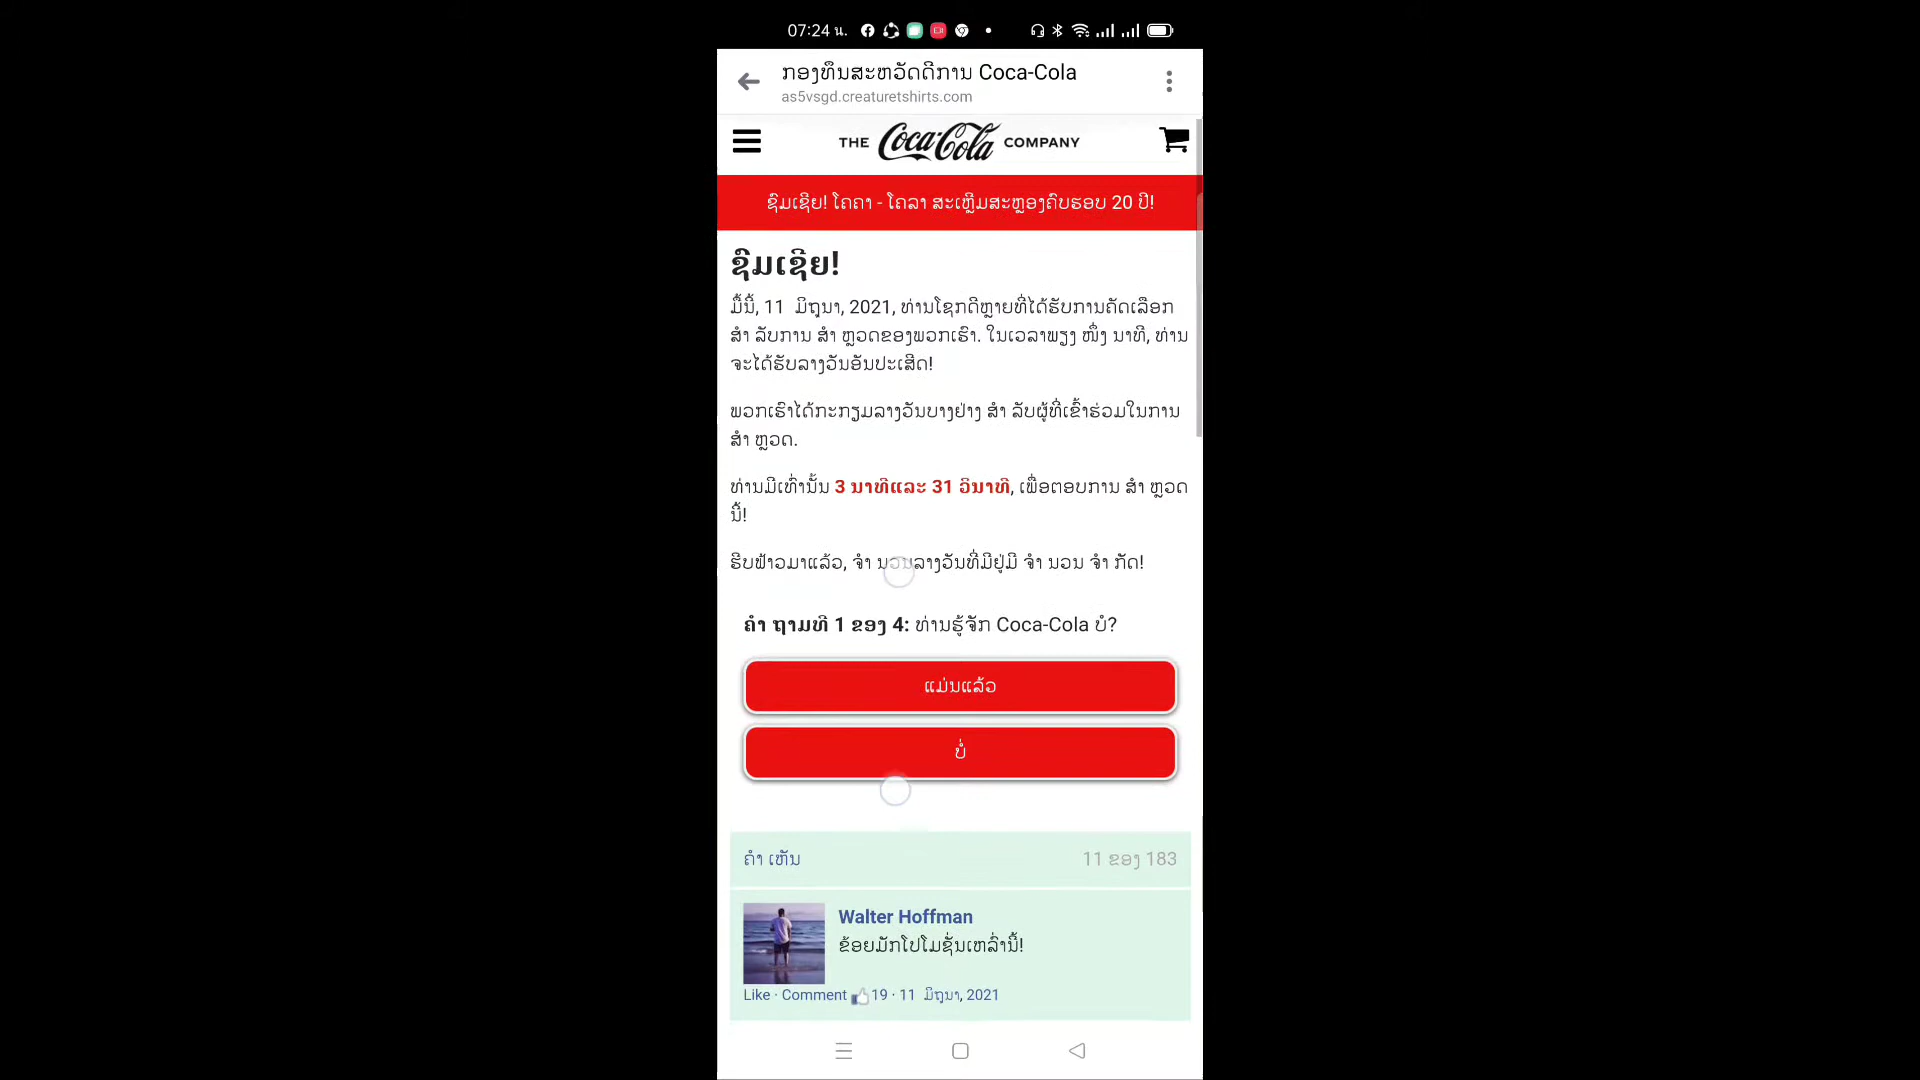 07:24 น.
ກອງທຶນສະຫວັດດີການ Coca-Cola
as5vsgd.creaturetshirts.com
THE Coca-Cola COMPANY
ຊົມເຊີຍ! ໂຄຄາ - ໂຄລາ ສະເຫຼີມສະຫຼອງຄົບຮອບ 20 ປີ!
ຊົມເຊີຍ!
ມື້ນີ້, 11 ມິຖຸນາ, 2021, ທ່ານໂຊກດີຫຼາຍທີ່ໄດ້ຮັບການຄັດເລືອກ
ສຳ ລັບການ ສຳ ຫຼວດຂອງພວກເຮົາ. ໃນເວລາພຽງ ໜຶ່ງ ນາທີ, ທ່ານ
ຈະໄດ້ຮັບລາງວັນອັນປະເສີດ!
ພວກເຮົາໄດ້ກະກຽມລາງວັນບາງຢ່າງ ສຳ ລັບຜູ້ທີ່ເຂົ້າຮ່ວມໃນການ
ສຳ ຫຼວດ.
ທ່ານມີເທົ່ານັ້ນ 3 ນາທີແລະ 31 ວິນາທີ, ເພື່ອຕອບການ ສຳ ຫຼວດ
ນີ້!
ຮີບຟ້າວມາແລ້ວ, ຈຳ ນວນລາງວັນທີ່ມີຢູ່ມີ ຈຳ ນວນ ຈຳ ກັດ!
ຄຳ ຖາມທີ 1 ຂອງ 4: ທ່ານຮູ້ຈັກ Coca-Cola ບໍ?
ແມ່ນແລ້ວ
ບໍ່
ຄຳ ເຫັນ 11 ຂອງ 183
Walter Hoffman
ຂ້ອຍມັກໂປໂມຊັ່ນເຫລົ່ານີ້!
Like · Comment 19 · 11 ມິຖຸນາ, 2021